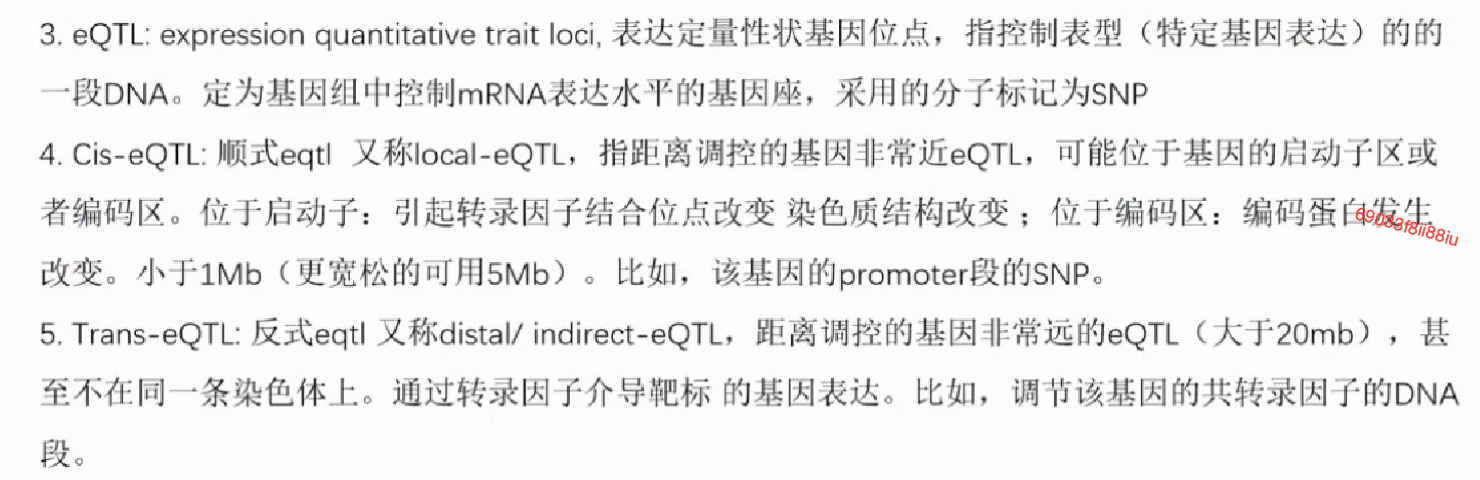 3. eQTL: expression quantitative trait loci, 表达定量性状基因位点，指控制表型（特定基因表达）的的
一段DNA。定为基因组中控制mRNA表达水平的基因座，采用的分子标记为SNP
4. Cis-eQTL: 顺式eqtl 又称local-eQTL，指距离调控的基因非常近eQTL，可能位于基因的启动子区或
者编码区。位于启动子：引起转录因子结合位点改变 染色质结构改变 ；位于编码区：编码蛋白发生
69083f8ii88iu
改变。小于1Mb（更宽松的可用5Mb）。比如，该基因的promoter段的SNP。
5. Trans-eQTL: 反式eqtl 又称distal/ indirect-eQTL，距离调控的基因非常远的eQTL（大于20mb），甚
至不在同一条染色体上。通过转录因子介导靶标 的基因表达。比如，调节该基因的共转录因子的DNA
段。